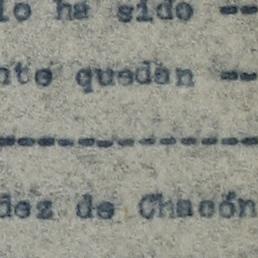 lo ha sido --
nte quedan --
---------------
dez de Chacón